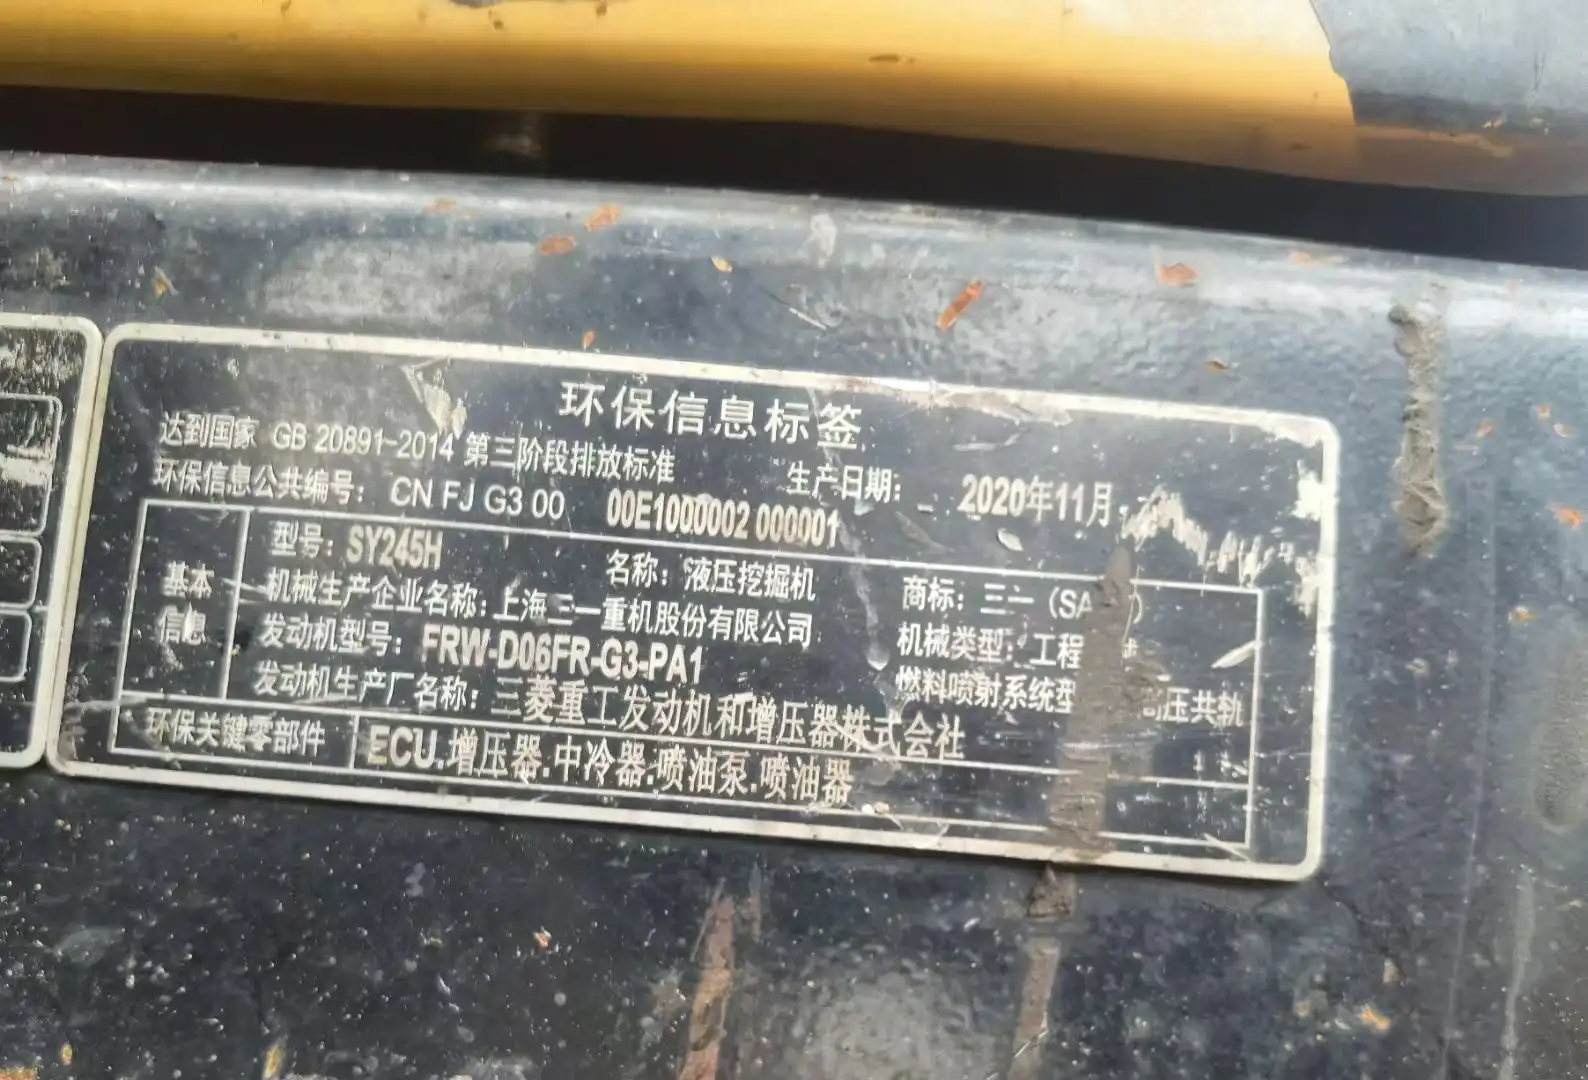 环保信息标签
达到国家 GB 20891-2014 第三阶段排放标准 生产日期: 2020年11月
环保信息公共编号: CN FJ G3 00 00E1000002 000001
基本信息
型号: SY245H 名称: 液压挖掘机 商标: 三一 (SA
机械生产企业名称: 上海三一重机股份有限公司 机械类型: 工程
发动机型号: FRW-D06FR-G3-PA1 燃料喷射系统型 高压共轨
发动机生产厂名称: 三菱重工发动机和增压器株式会社
环保关键零部件 ECU.增压器.中冷器.喷油泵.喷油器